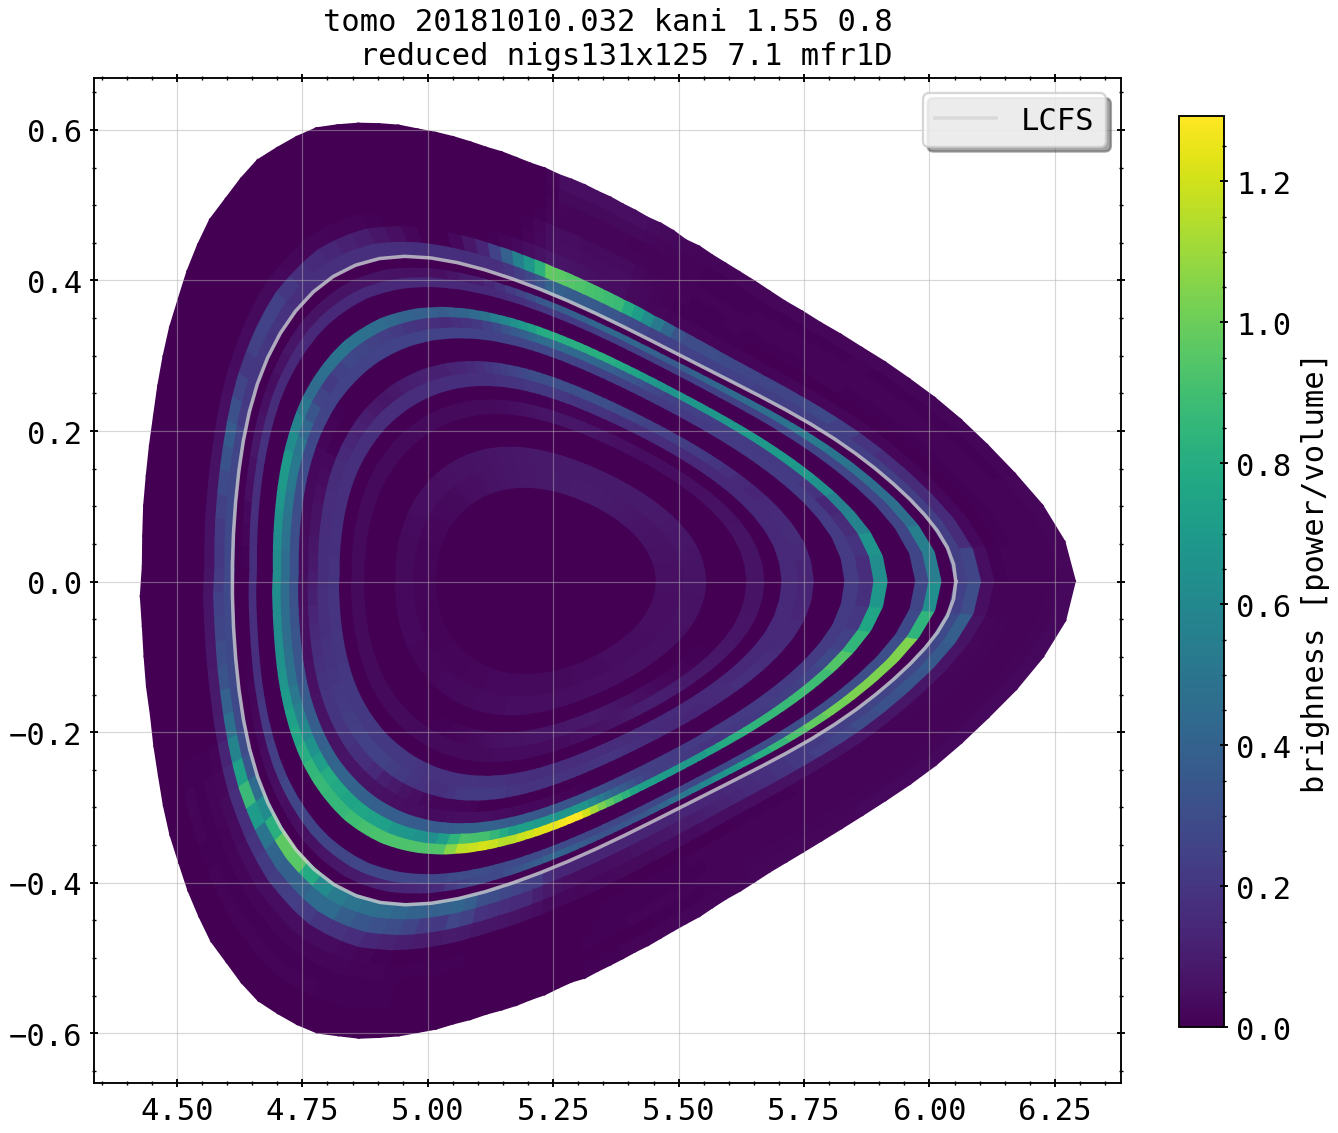 tomo 20181010.032 kani 1.55 0.8
reduced nigs131x125 7.1 mfr1D
LCFS
0.6
0.4
0.2
0.0
−0.2
−0.4
−0.6
4.50 4.75 5.00 5.25 5.50 5.75 6.00 6.25
1.2
1.0
0.8
0.6
0.4
0.2
0.0
brighness [power/volume]